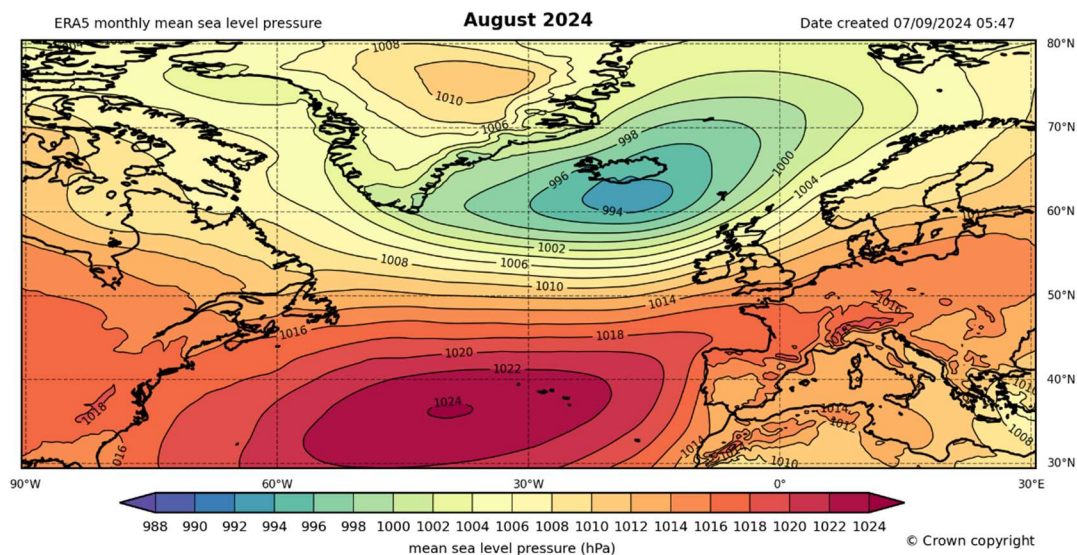 ERA5 monthly mean sea level pressure
August 2024
Date created 07/09/2024 05:47
1008
80°N
1010
1006
998
70°N
996
1000
994
1004
60°N
1002
1008
1006
1010
1014
1016
50°N
1016
1018
1020
1022
40°N
1024
1018
1014
1012
1008
016
1014
1010
30°N
90°W
60°W
30°W
0°
30°E
988 990 992 994 996 998 1000 1002 1004 1006 1008 1010 1012 1014 1016 1018 1020 1022 1024
mean sea level pressure (hPa)
© Crown copyright